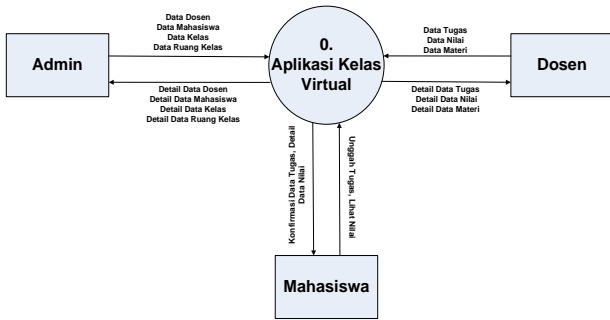 Data Dosen
Data Mahasiswa
Data Kelas
Data Ruang Kelas
Admin
Detail Data Dosen
Detail Data Mahasiswa
Detail Data Kelas
Detail Data Ruang Kelas
0.
Aplikasi Kelas
Virtual
Data Tugas
Data Nilai
Data Materi
Dosen
Detail Data Tugas
Detail Data Nilai
Detail Data Materi
Konfirmasi Data Tugas, Detail
Data Nilai
Unggah Tugas, Lihat Nilai
Mahasiswa